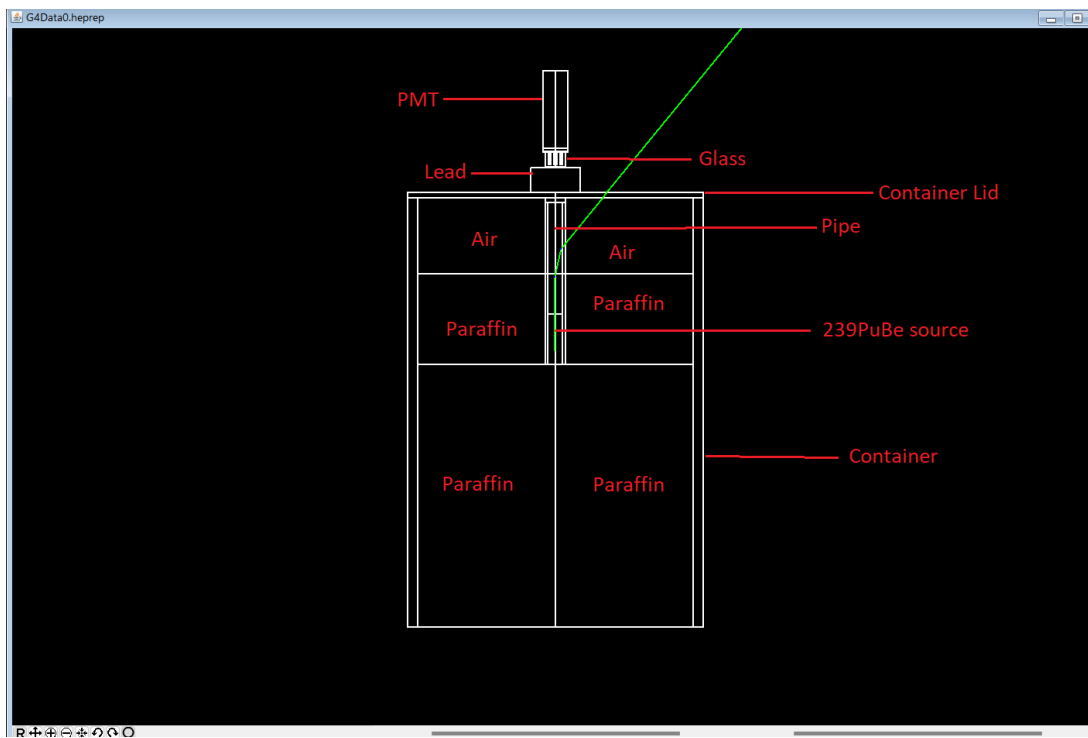 G4Data0.heprep
PMT
Glass
Lead
Container Lid
Air
Pipe
Air
Paraffin
Paraffin
239PuBe source
Container
Paraffin
Paraffin
R